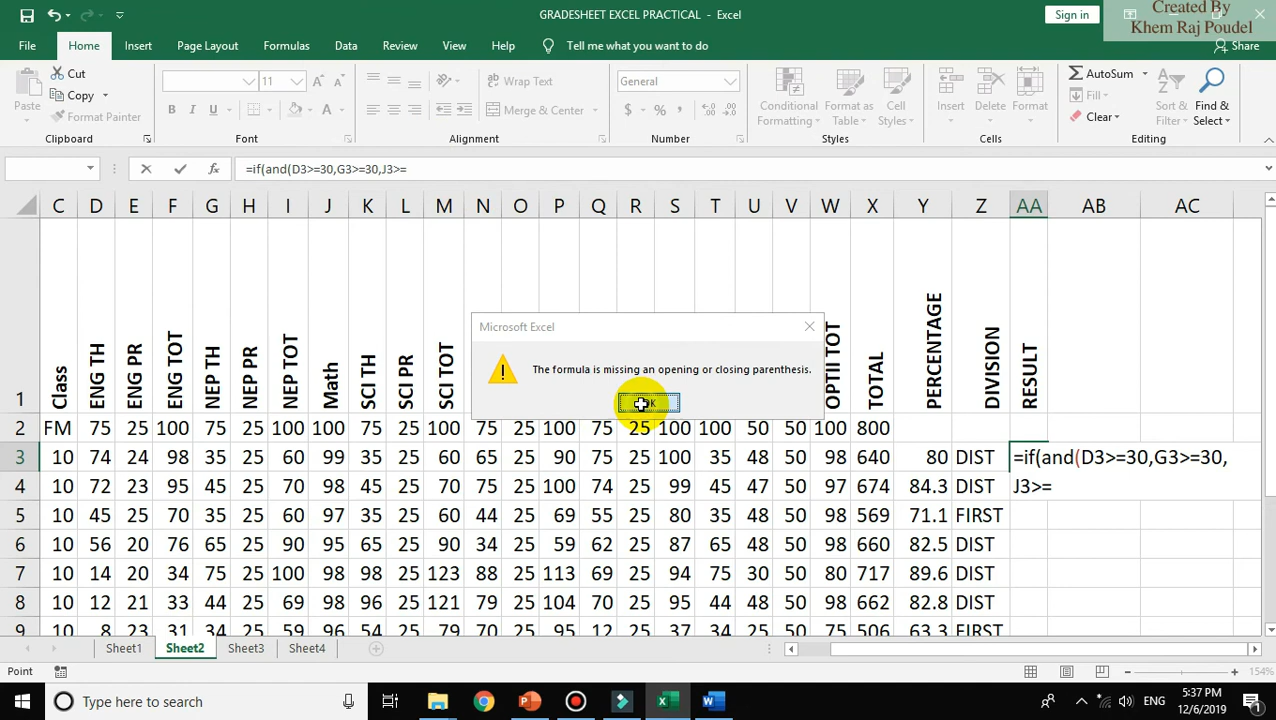 GRADESHEET EXCEL PRACTICAL - Excel
Sign in
Created By
Khem Raj Poudel
File Home Insert Page Layout Formulas Data Review View Help Tell me what you want to do
Share
Paste
Cut
Copy
Format Painter
Clipboard
11
B I U
Font
ab
Wrap Text
Merge & Center
Alignment
General
$ % ,
Number
Conditional Formatting
Format as Table
Cell Styles
Styles
Insert Delete Format
Cells
AutoSum
Fill
Clear
Sort & Filter
Find & Select
Editing
fx =if(and(D3>=30,G3>=30,J3>=
C D E F G H I J K L M N O P Q R S T U V W X Y Z AA AB AC
1 Class ENG TH ENG PR ENG TOT NEP TH NEP PR NEP TOT Math SCI TH SCI PR SCI TOT OPTII TOT TOTAL PERCENTAGE DIVISION RESULT
Microsoft Excel
The formula is missing an opening or closing parenthesis.
2 FM 75 25 100 75 25 100 100 75 25 100 75 25 100 75 25 100 100 50 50 100 800
3 10 74 24 98 35 25 60 99 35 25 60 65 25 90 75 25 100 35 48 50 98 640 80 DIST =if(and(D3>=30,G3>=30,
4 10 72 23 95 45 25 70 98 45 25 70 75 25 100 74 25 99 45 47 50 97 674 84.3 DIST J3>=
5 10 45 25 70 35 25 60 97 35 25 60 44 25 69 55 25 80 35 48 50 98 569 71.1 FIRST
6 10 56 20 76 65 25 90 95 65 25 90 34 25 59 62 25 87 65 48 50 98 660 82.5 DIST
7 10 14 20 34 75 25 100 98 98 25 123 88 25 113 69 25 94 75 30 50 80 717 89.6 DIST
8 10 12 21 33 44 25 69 98 96 25 121 79 25 104 70 25 95 44 48 50 98 662 82.8 DIST
9 10 8 23 31 34 25 59 96 54 25 79 70 25 95 12 25 37 34 48 50 98 506 63.3 FIRST
Sheet1 Sheet2 Sheet3 Sheet4
Point
154%
Type here to search
ENG
5:37 PM
12/6/2019
1